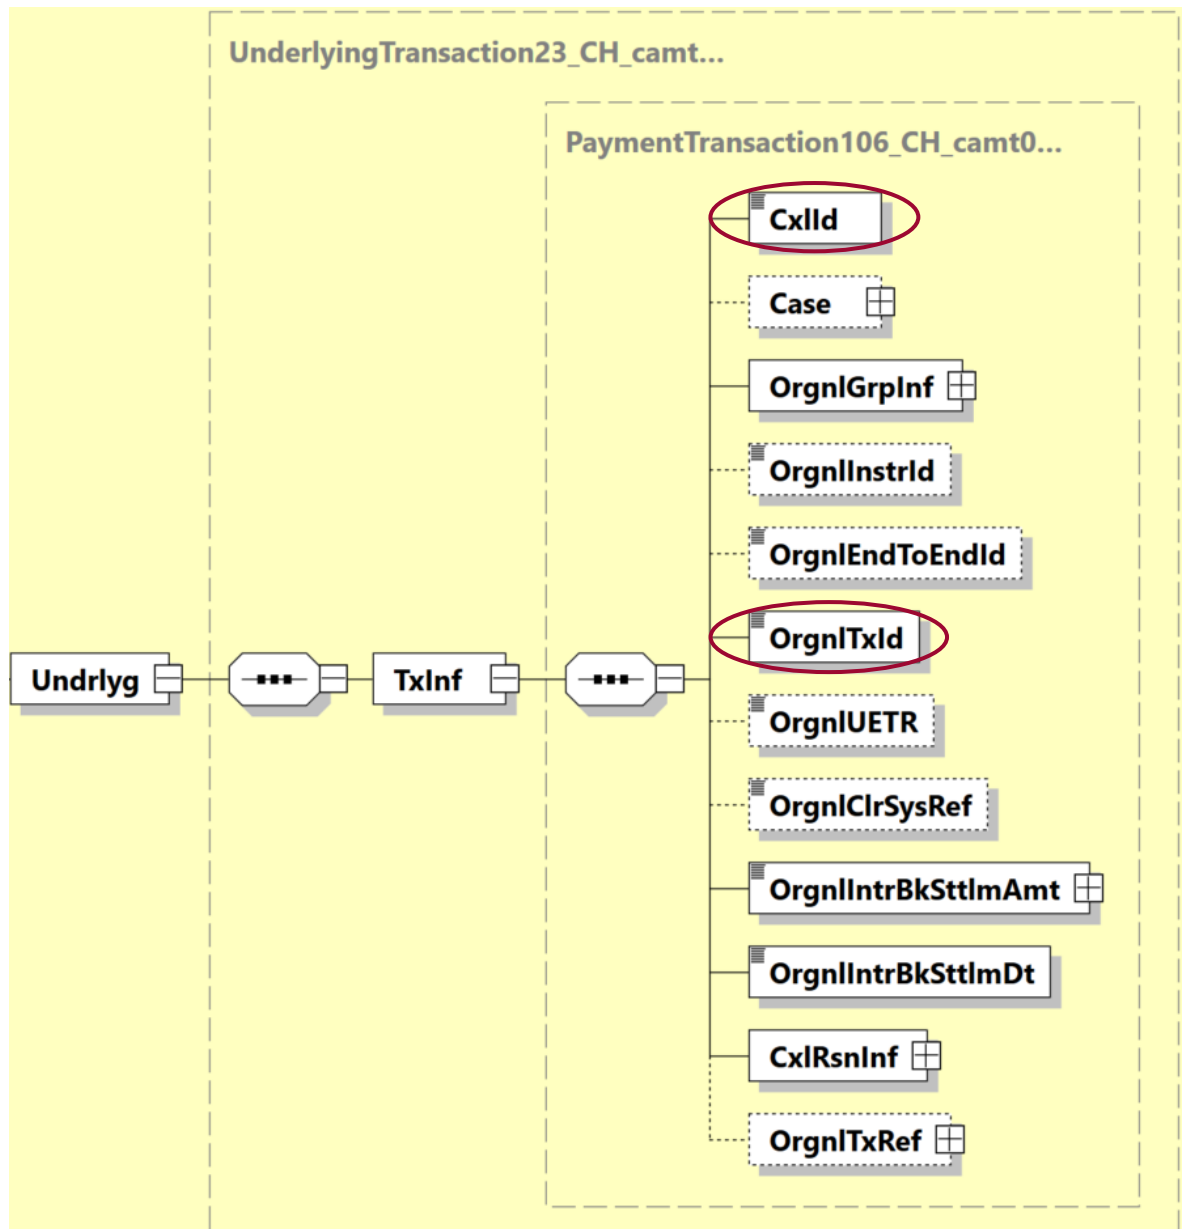 UnderlyingTransaction23_CH_camt...
PaymentTransaction106_CH_camt0...
CxlId
Case
OrgnlGrpInf
OrgnlInstrId
OrgnlEndToEndId
OrgnlTxId
Undrlyg
TxInf
OrgnlUETR
OrgnlClrSysRef
OrgnlIntrBkSttlmAmt
OrgnlIntrBkSttlmDt
CxlRsnInf
OrgnlTxRef